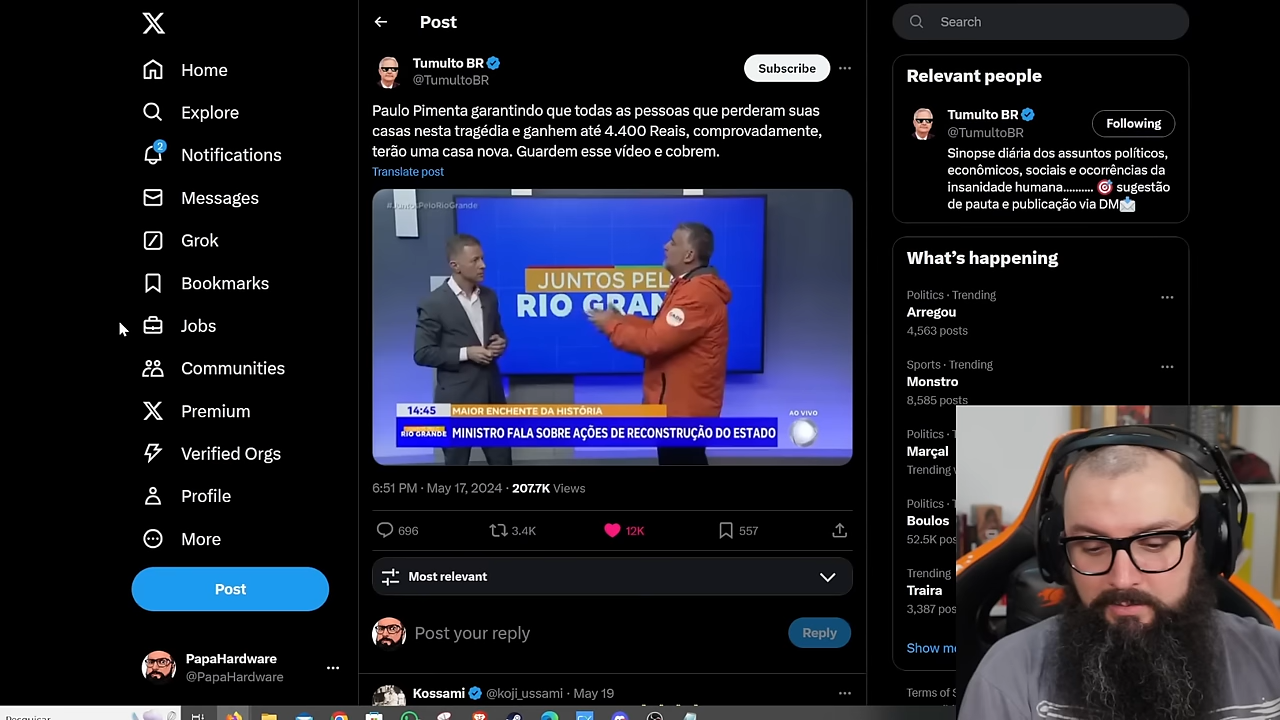 Home
Explore
2
Notifications
Messages
Grok
Bookmarks
Jobs
Communities
Premium
Verified Orgs
Profile
More
Post
PapaHardware
@PapaHardware
Pesquisar
Post
Tumulto BR
@TumultoBR
Subscribe
Paulo Pimenta garantindo que todas as pessoas que perderam suas
casas nesta tragédia e ganhem até 4.400 Reais, comprovadamente,
terão uma casa nova. Guardem esse vídeo e cobrem.
Translate post
#JuntosPeloRioGrande
JUNTOS PEL
RIO GRAN
14:45 MAIOR ENCHENTE DA HISTÓRIA
RIO GRANDE MINISTRO FALA SOBRE AÇÕES DE RECONSTRUÇÃO DO ESTADO
AO VIVO
6:51 PM · May 17, 2024 · 207.7K Views
696 3.4K 12K 557
Most relevant
Post your reply
Reply
Kossami @koji_ussami · May 19
Search
Relevant people
Tumulto BR
@TumultoBR
Following
Sinopse diária dos assuntos políticos,
econômicos, sociais e ocorrências da
insanidade humana.......... 🎯 sugestão
de pauta e publicação via DM📩
What's happening
Politics · Trending
Arregou
4,563 posts
Sports · Trending
Monstro
8,585 posts
Politics ·
Marçal
Trending
Politics ·
Boulos
52.5K
Trending
Traira
3,387
Show
Terms of